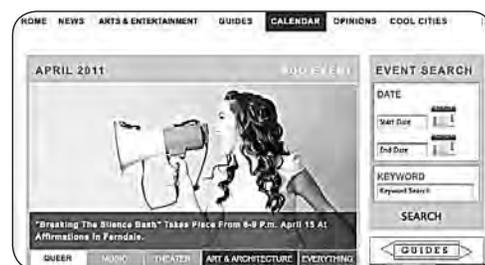 HOME NEWS ARTS & ENTERTAINMENT GUIDES CALENDAR OPINIONS COOL CITIES
APRIL 2011 ADD EVENT
"Breaking The Silence Bash" Takes Place From 6-9 P.m. April 15 At
Affirmations In Ferndale.
QUEER MUSIC THEATER ART & ARCHITECTURE EVERYTHING
EVENT SEARCH
DATE
Start Date
End Date
KEYWORD
Keyword Search
SEARCH
GUIDES